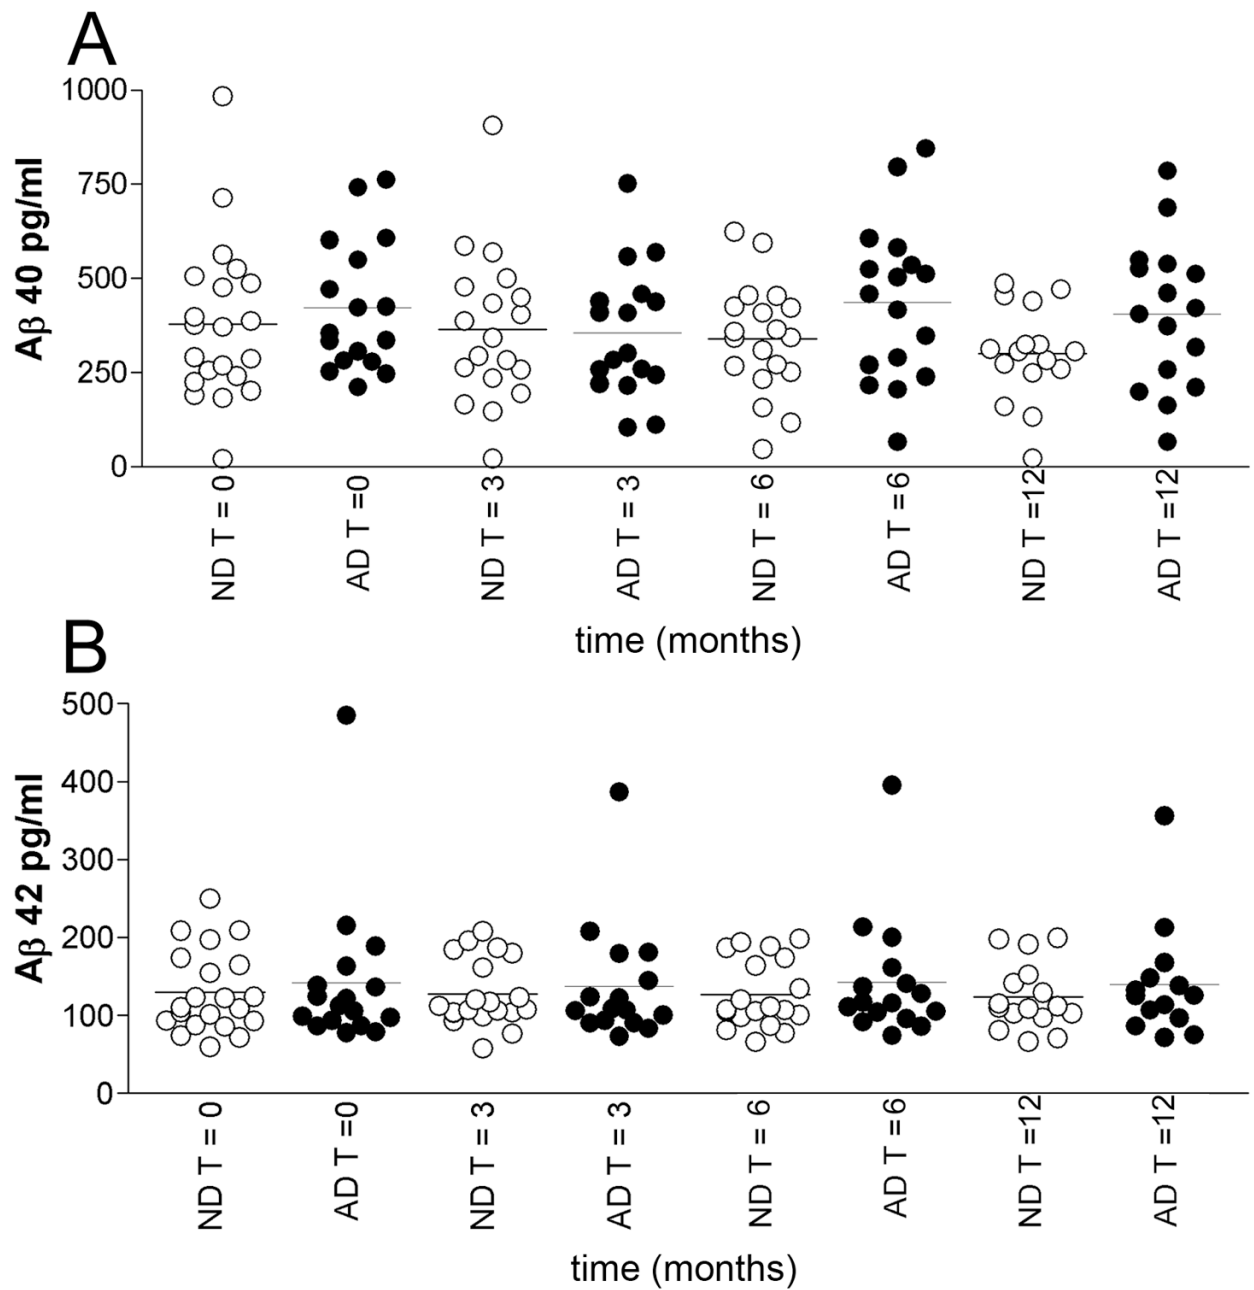 A
Aβ 40 pg/ml
1000
750
500
250
0
ND T = 0
AD T =0
ND T = 3
AD T = 3
ND T = 6
AD T =6
ND T =12
AD T =12
time (months)
B
Aβ 42 pg/ml
500
400
300
200
100
0
ND T = 0
AD T =0
ND T = 3
AD T = 3
ND T = 6
AD T =6
ND T =12
AD T =12
time (months)